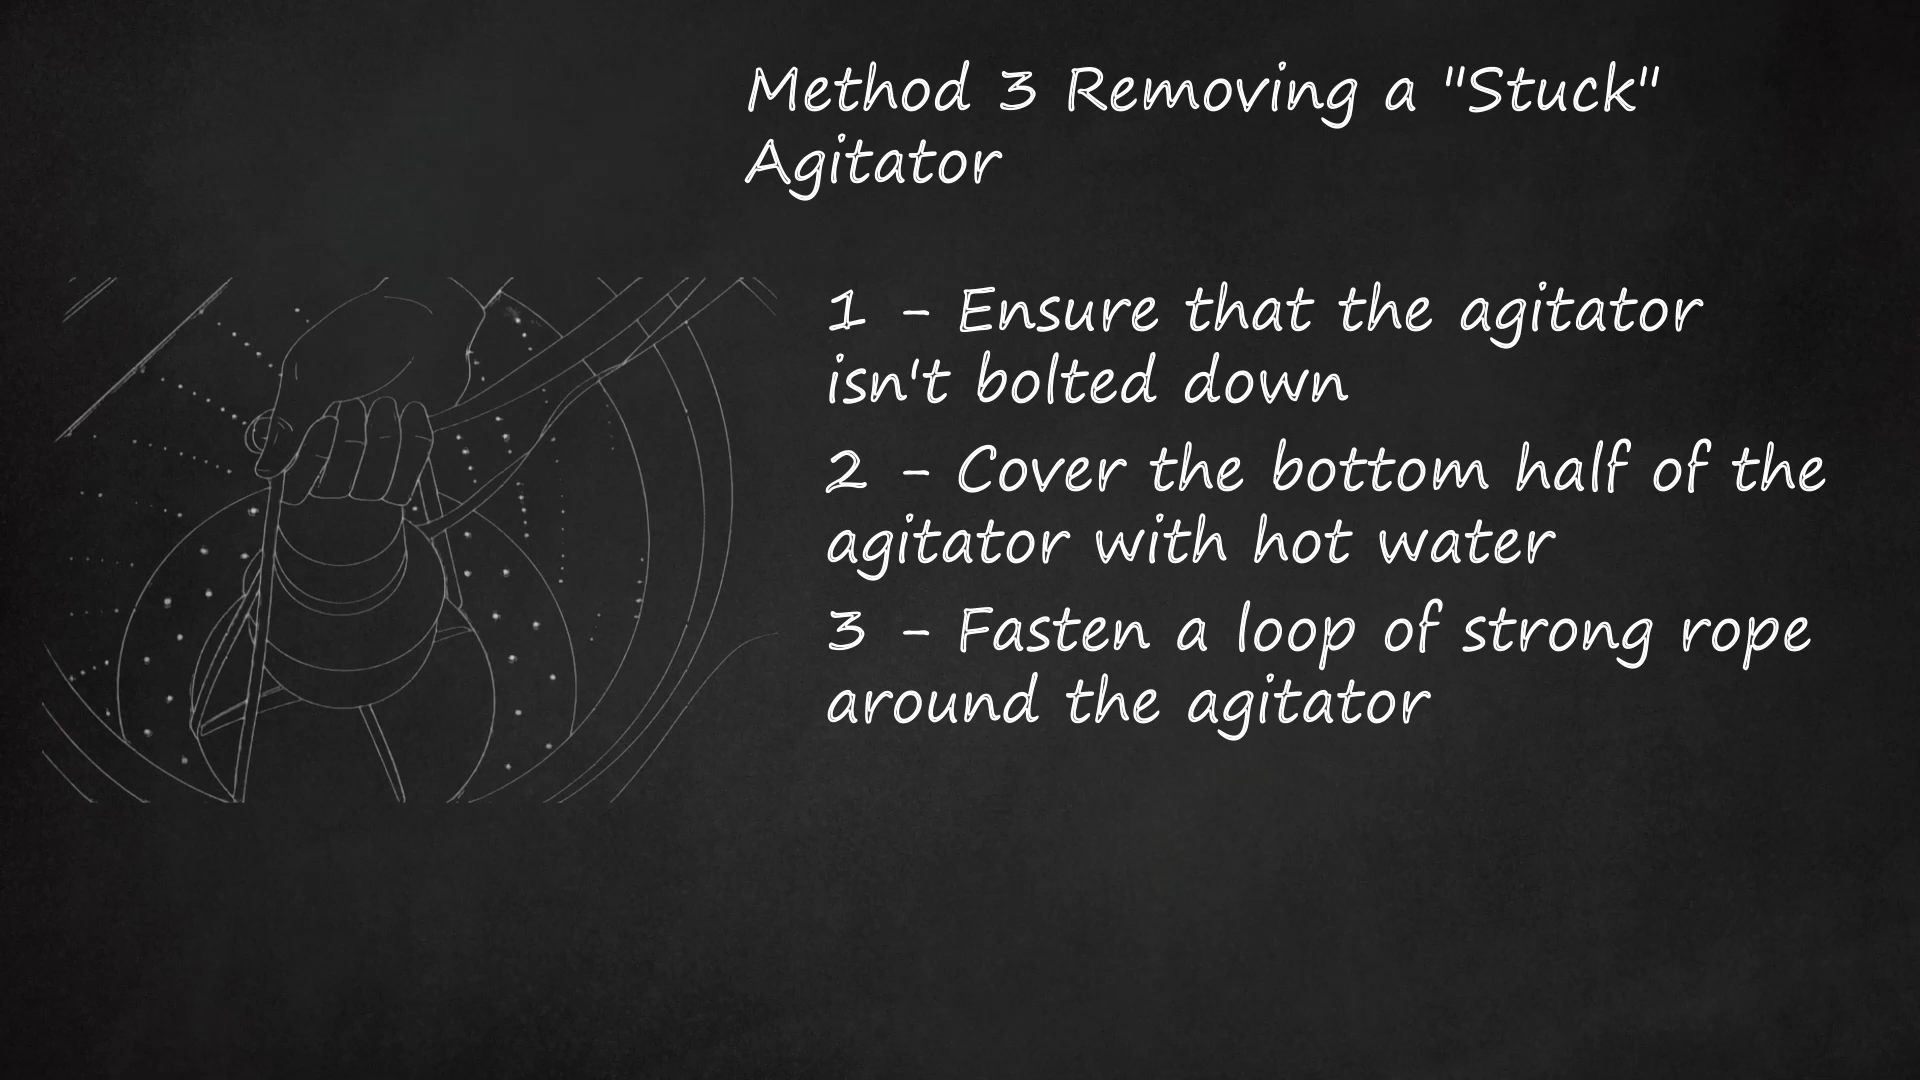 Method 3 Removing a "Stuck"
Agitator
1 - Ensure that the agitator
isn't bolted down
2 - Cover the bottom half of the
agitator with hot water
3 - Fasten a loop of strong rope
around the agitator